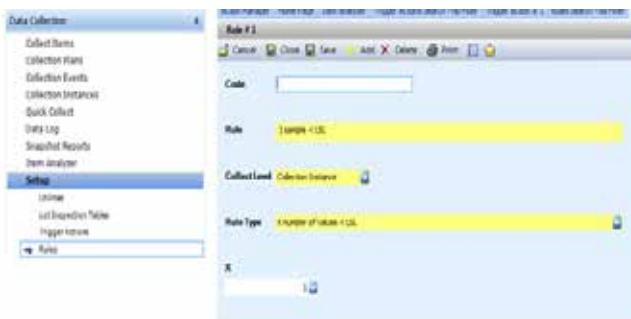 Data Collection
Collect Items
Collection Plans
Collection Events
Collection Instances
Quick Collect
Data Log
Snapshot Reports
Item Analyzer
Setup
Lot Inspection Tables
Trigger Actions
Rules
Rule # 1
Cancel Close Save Add Delete Print
Code
Rule 1 sample < LSL
Collect Level Collection Instance
Rule Type X number of values < LSL
X
1